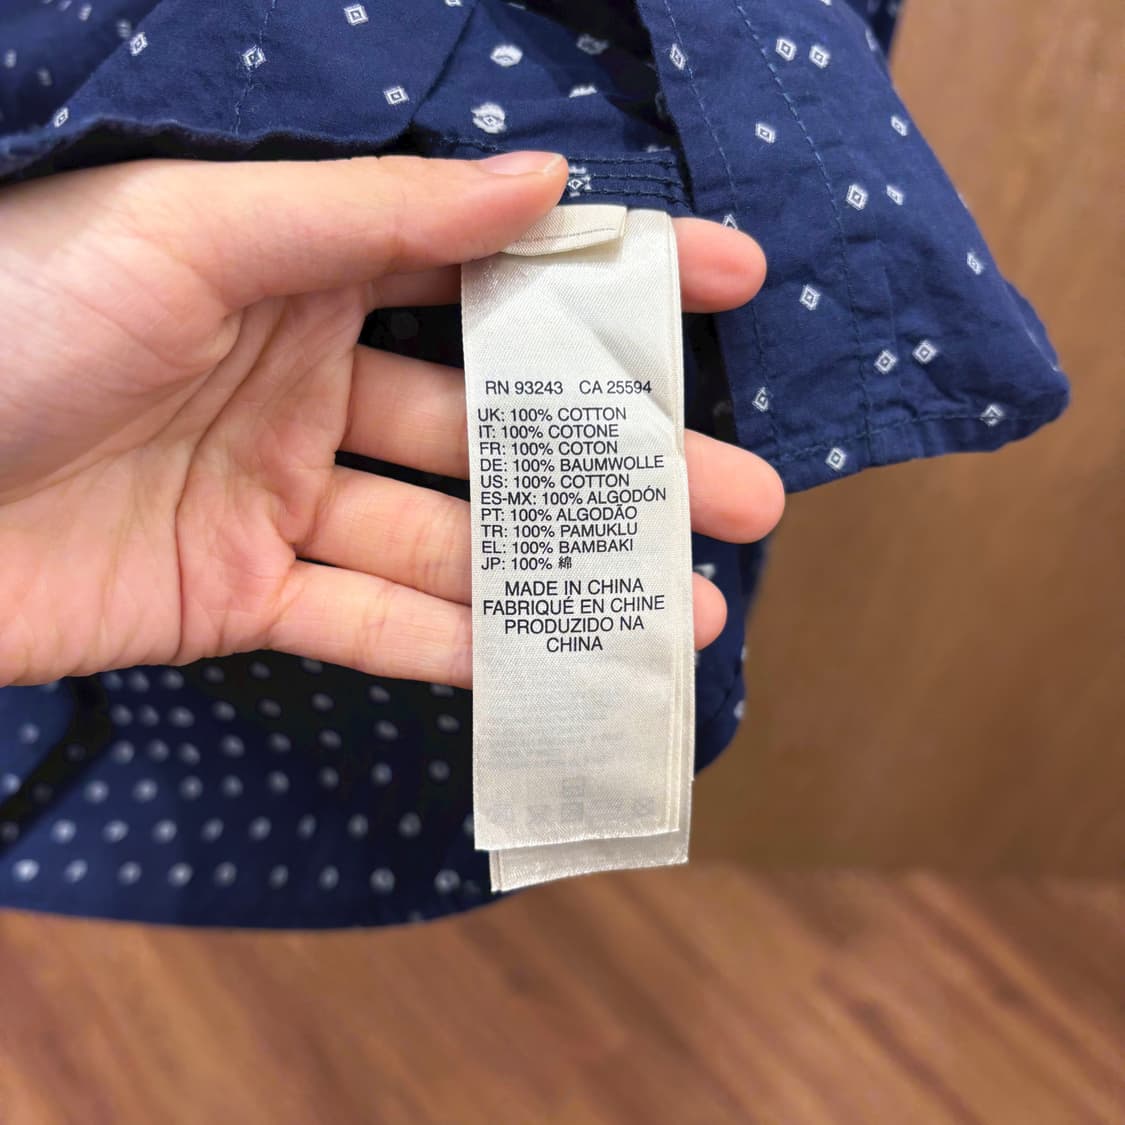 RN 93243 CA 25594
UK: 100% COTTON
IT: 100% COTONE
FR: 100% COTON
DE: 100% BAUMWOLLE
US: 100% COTTON
ES-MX: 100% ALGODÓN
PT: 100% ALGODÃO
TR: 100% PAMUKLU
EL: 100% BAMBAKI
JP: 100% 綿
MADE IN CHINA
FABRIQUÉ EN CHINE
PRODUZIDO NA
CHINA